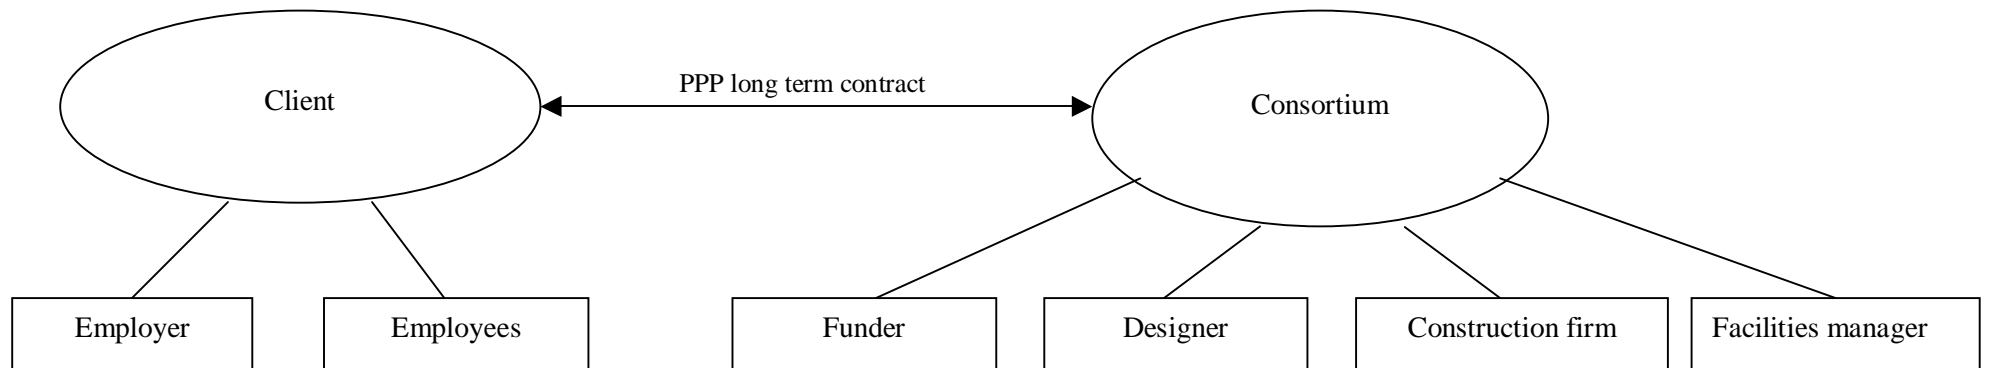 PPP long term contract
Client
Consortium
Employer
Employees
Funder
Designer
Construction firm
Facilities manager